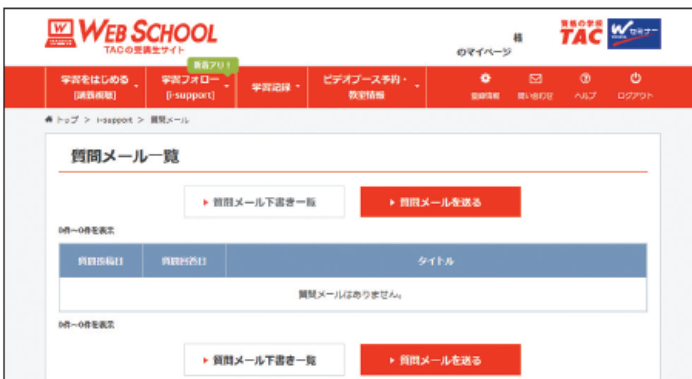 WEB SCHOOL
TACの受講生サイト
様
のマイページ
資格の学校
TAC
Wセミナー
新着アリ！
学習をはじめる
[講義視聴]
学習フォロー
[i-support]
学習記録
ビデオブース予約・
教室情報
登録情報
問い合わせ
ヘルプ
ログアウト
トップ > i-support > 質問メール
質問メール一覧
質問メール下書き一覧
質問メールを送る
0件〜0件を表示
質問投稿日
質問回答日
タイトル
質問メールはありません。
0件〜0件を表示
質問メール下書き一覧
質問メールを送る